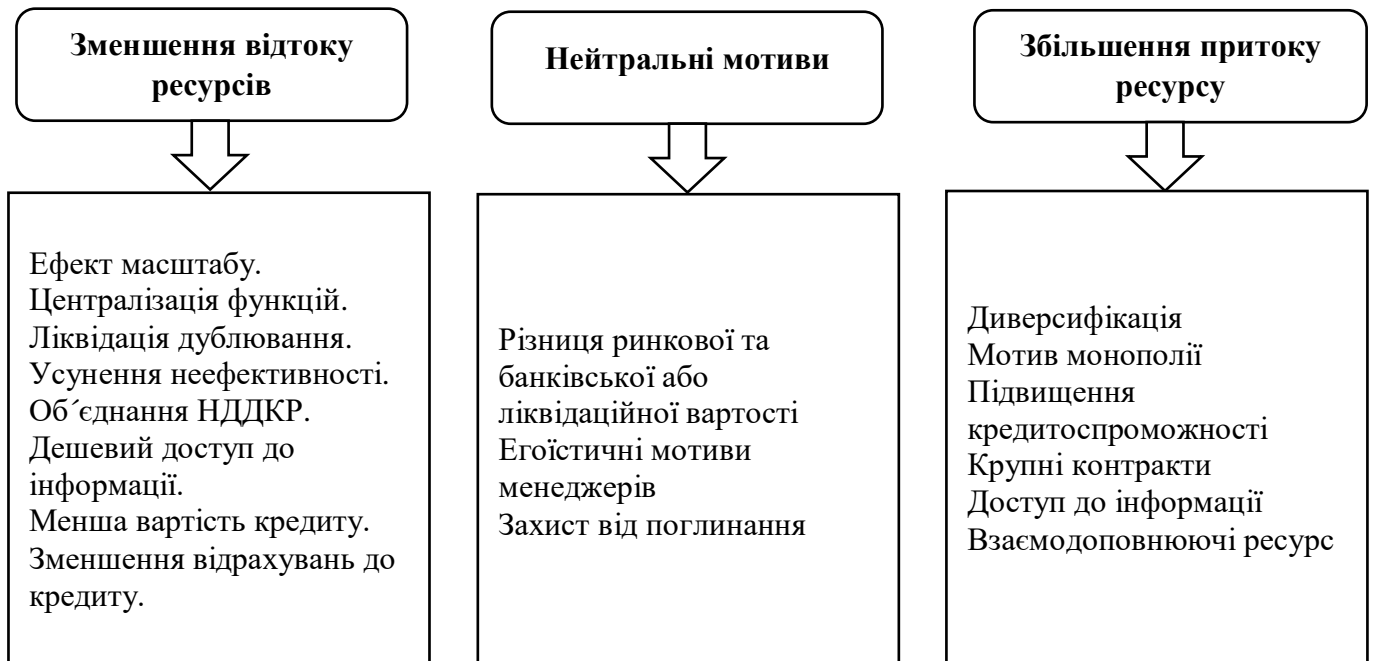 Зменшення відтоку
ресурсів
Ефект масштабу.
Централізація функцій.
Ліквідація дублювання.
Усунення неефективності.
Об´єднання НДДКР.
Дешевий доступ до
інформації.
Менша вартість кредиту.
Зменшення відрахувань до
кредиту.
Нейтральні мотиви
Різниця ринкової та
банківської або
ліквідаційної вартості
Егоїстичні мотиви
менеджерів
Захист від поглинання
Збільшення притоку
ресурсу
Диверсифікація
Мотив монополії
Підвищення
кредитоспроможності
Крупні контракти
Доступ до інформації
Взаємодоповнюючі ресурс